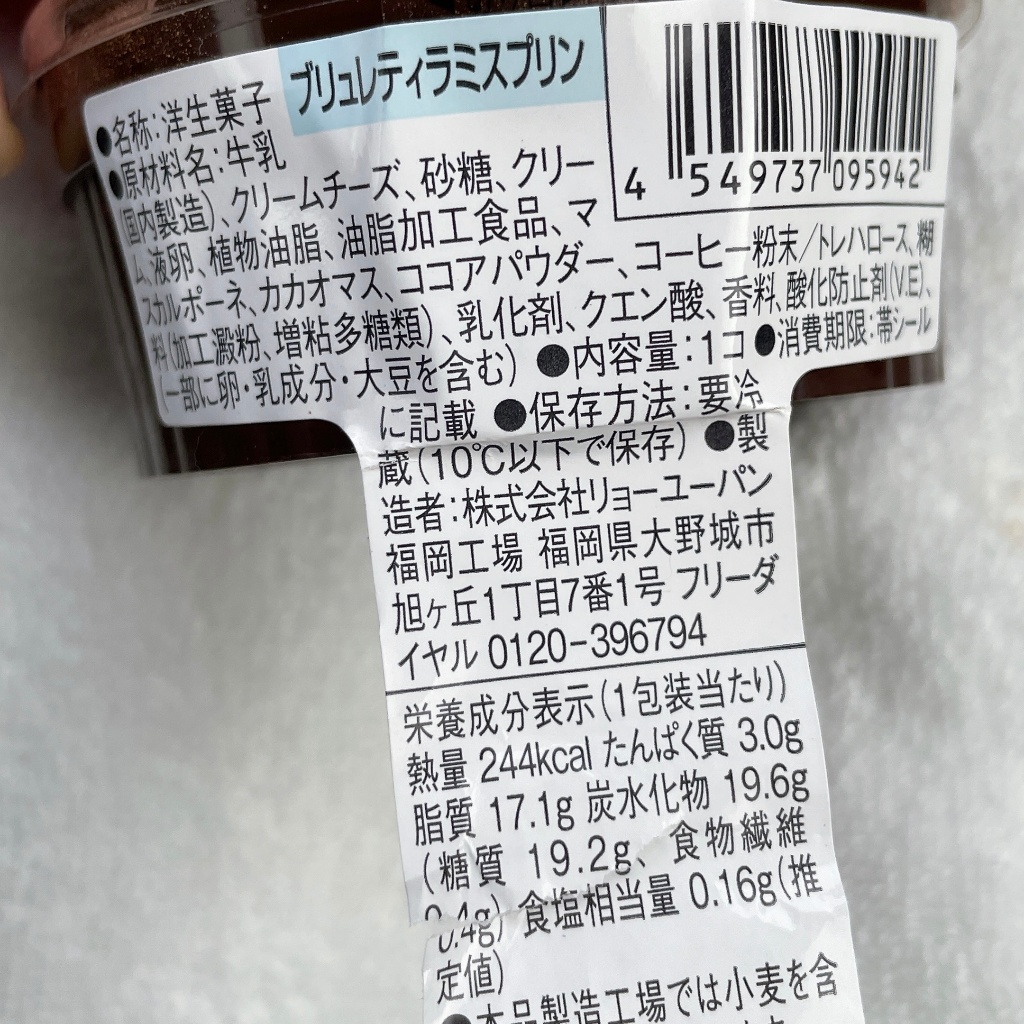 ブリュレティラミスプリン
●名称:洋生菓子
●原材料名:牛乳
(国内製造)、クリームチーズ、砂糖、クリー
ム、液卵、植物油脂、油脂加工食品、マ
スカルポーネ、カカオマス、ココアパウダー、コーヒー粉末/トレハロース、糊
料(加工澱粉、増粘多糖類)、乳化剤、クエン酸、香料、酸化防止剤(V.E)、
(一部に卵・乳成分・大豆を含む) ●内容量:1コ ●消費期限:帯シール
に記載 ●保存方法:要冷
蔵(10℃以下で保存) ●製
造者:株式会社リョーユーパン
福岡工場 福岡県大野城市
旭ヶ丘1丁目7番1号 フリーダ
イヤル 0120-396794
4 549737 095942
栄養成分表示(1包装当たり)
熱量 244kcal たんぱく質 3.0g
脂質 17.1g 炭水化物 19.6g
(糖質 19.2g、食物繊維
0.4g) 食塩相当量 0.16g(推
定値)
●本品製造工場では小麦を含